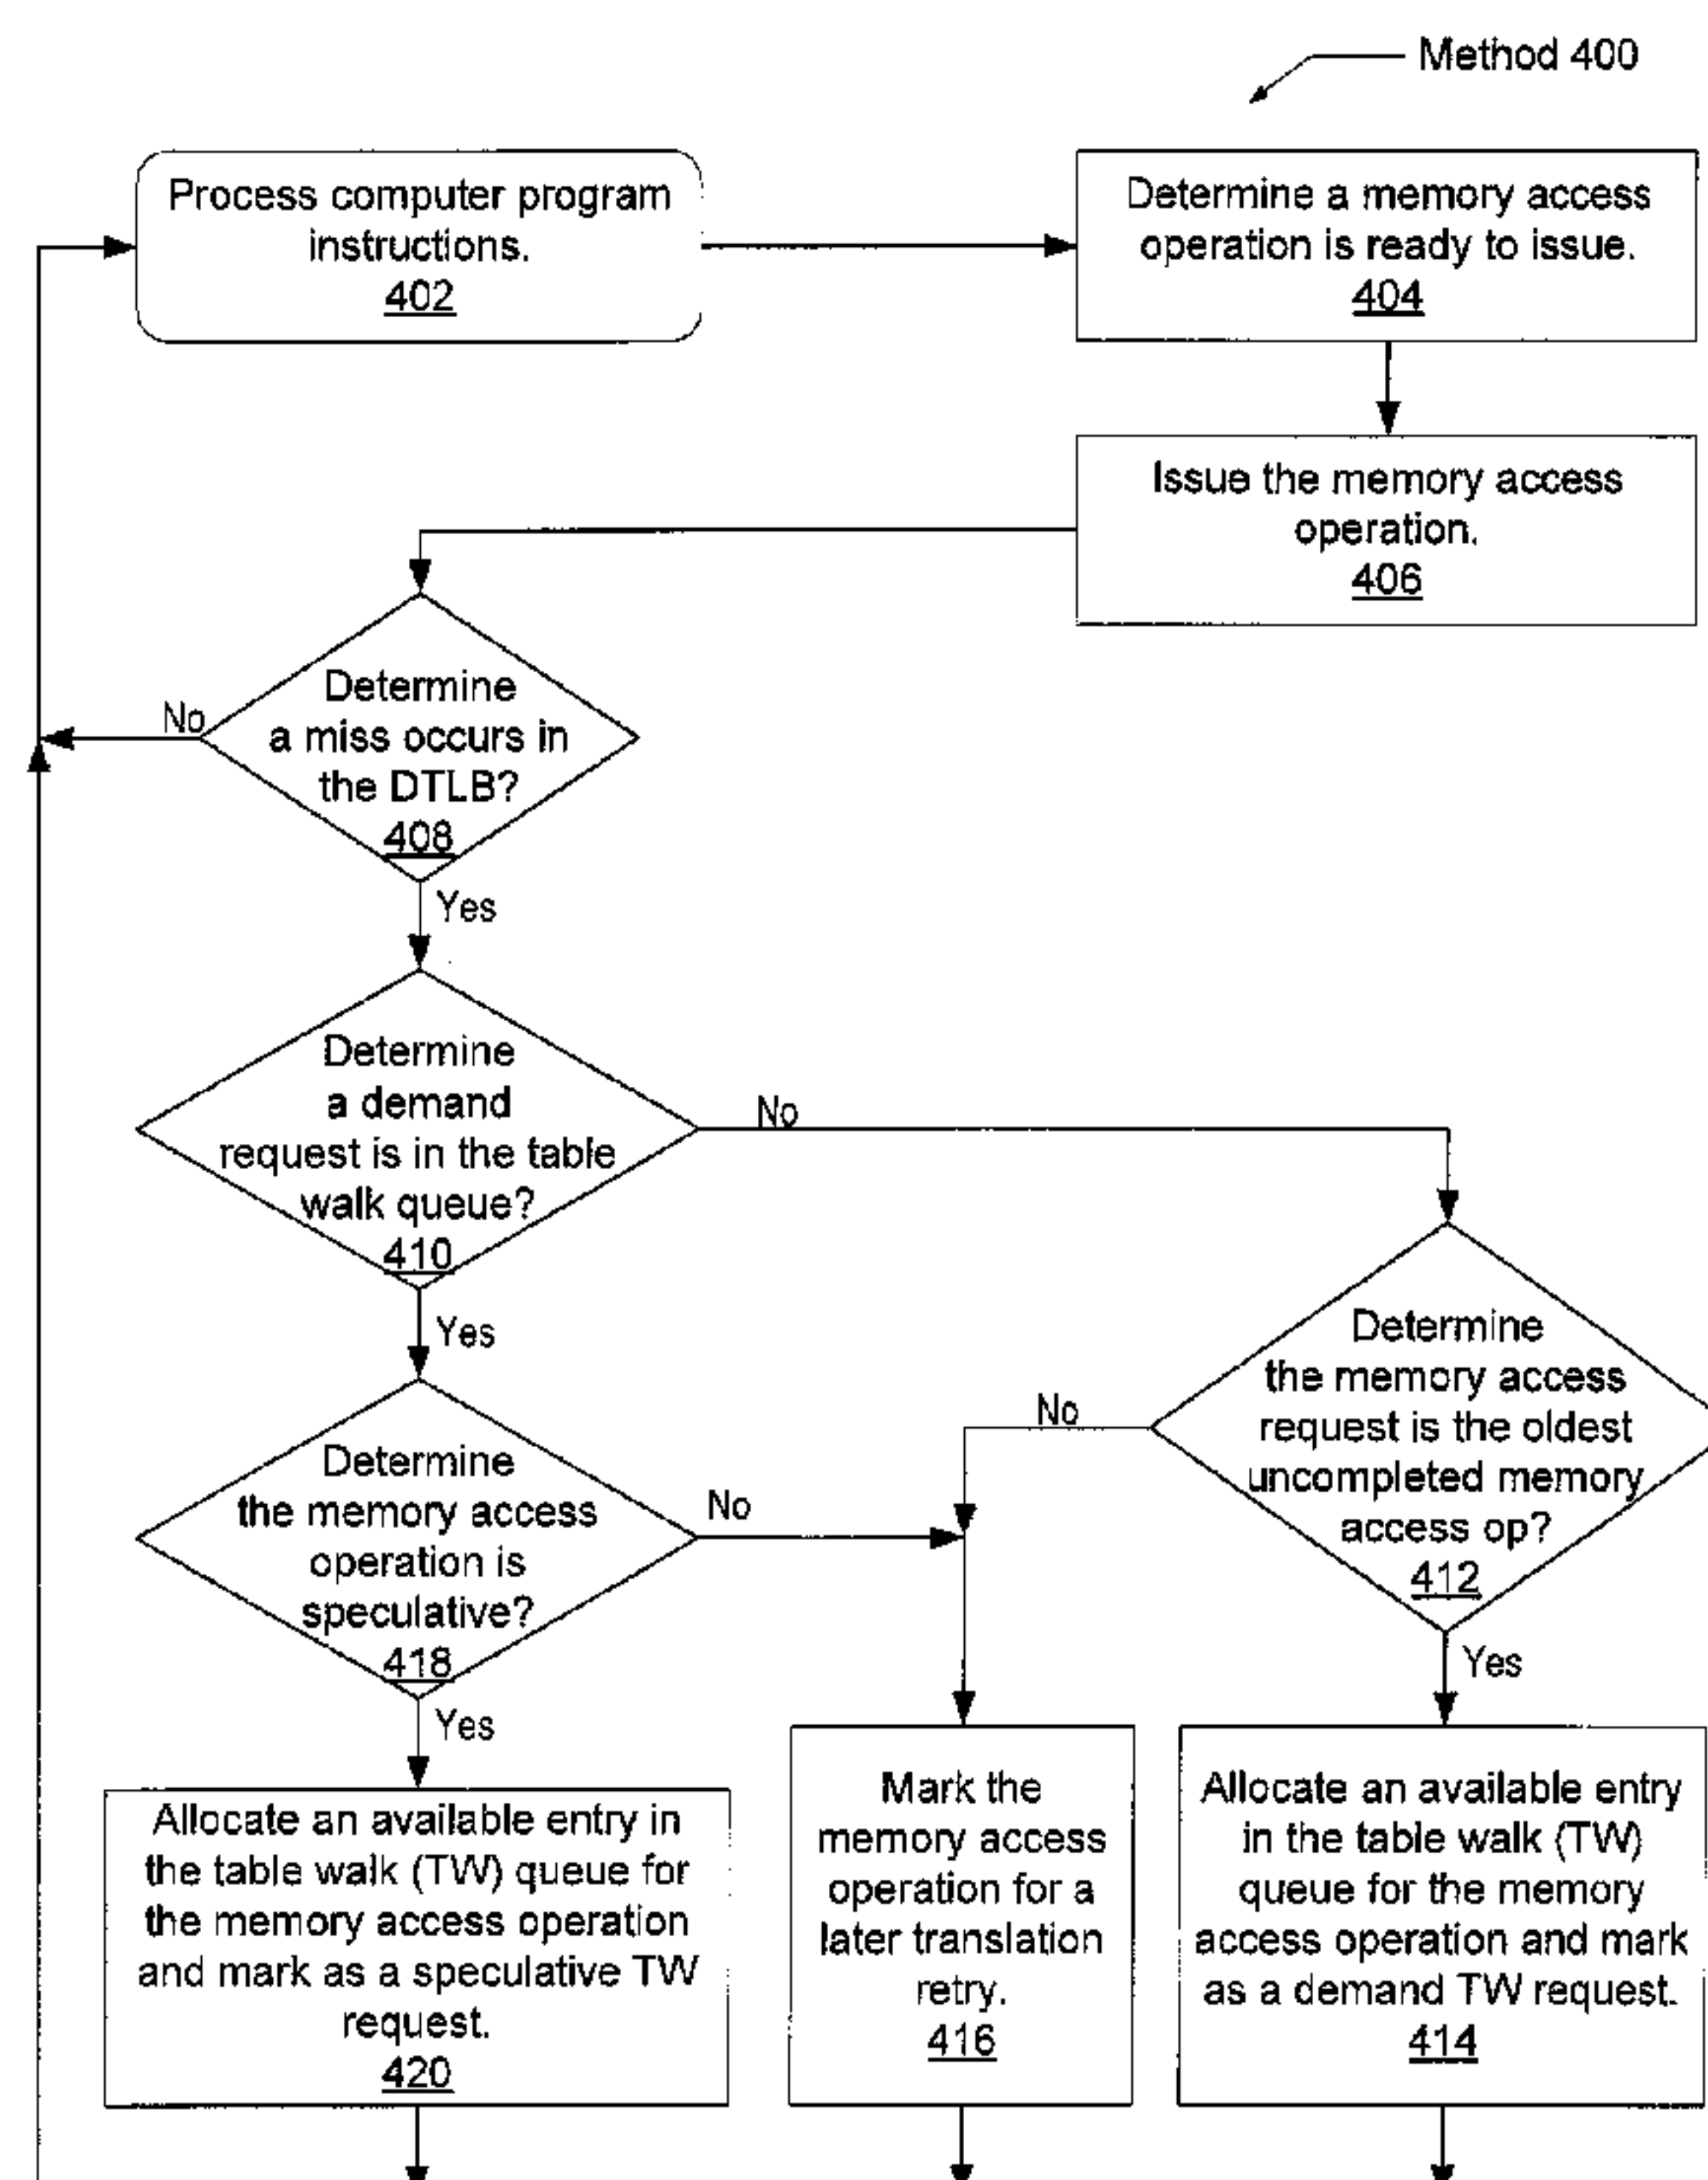 Method 400
Process computer program
instructions.
402
Determine a memory access
operation is ready to issue.
404
Issue the memory access
operation.
406
Determine
a miss occurs in
the DTLB?
408
No
Yes
Determine
a demand
request is in the table
walk queue?
410
No
Yes
Determine
the memory access
request is the oldest
uncompleted memory
access op?
412
No
Yes
Determine
the memory access
operation is
speculative?
418
No
Yes
Allocate an available entry in
the table walk (TW) queue for
the memory access operation
and mark as a speculative TW
request.
420
Mark the
memory access
operation for a
later translation
retry.
416
Allocate an available entry
in the table walk (TW)
queue for the memory
access operation and mark
as a demand TW request.
414